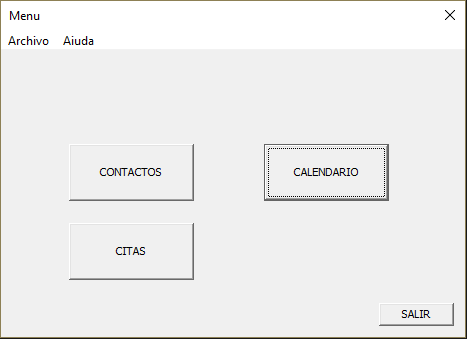 Menu
Archivo Aiuda
CONTACTOS
CALENDARIO
CITAS
SALIR